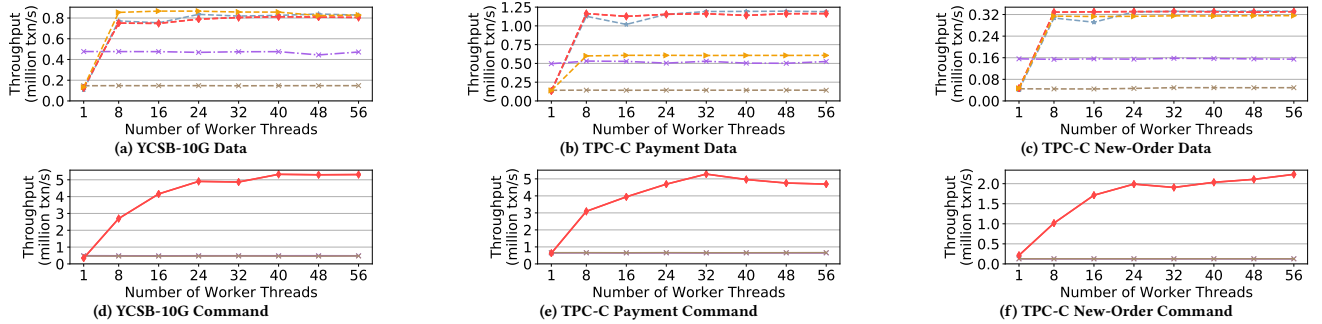 Throughput
(million txn/s)
0.8
0.6
0.4
0.2
0.0
1 8 16 24 32 40 48 56
Number of Worker Threads
(a) YCSB-10G Data
Throughput
(million txn/s)
1.25
1.00
0.75
0.50
0.25
0.00
1 8 16 24 32 40 48 56
Number of Worker Threads
(b) TPC-C Payment Data
Throughput
(million txn/s)
0.32
0.24
0.16
0.08
0.00
1 8 16 24 32 40 48 56
Number of Worker Threads
(c) TPC-C New-Order Data
Throughput
(million txn/s)
5
4
3
2
1
0
1 8 16 24 32 40 48 56
Number of Worker Threads
(d) YCSB-10G Command
Throughput
(million txn/s)
5
4
3
2
1
0
1 8 16 24 32 40 48 56
Number of Worker Threads
(e) TPC-C Payment Command
Throughput
(million txn/s)
2.0
1.5
1.0
0.5
0.0
1 8 16 24 32 40 48 56
Number of Worker Threads
(f) TPC-C New-Order Command